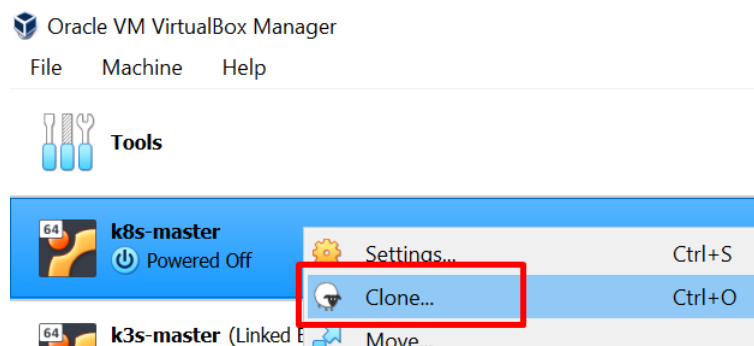 Oracle VM VirtualBox Manager
File Machine Help
Tools
64
k8s-master
Powered Off
Settings... Ctrl+S
Clone... Ctrl+O
64
k3s-master (Linked
Move...